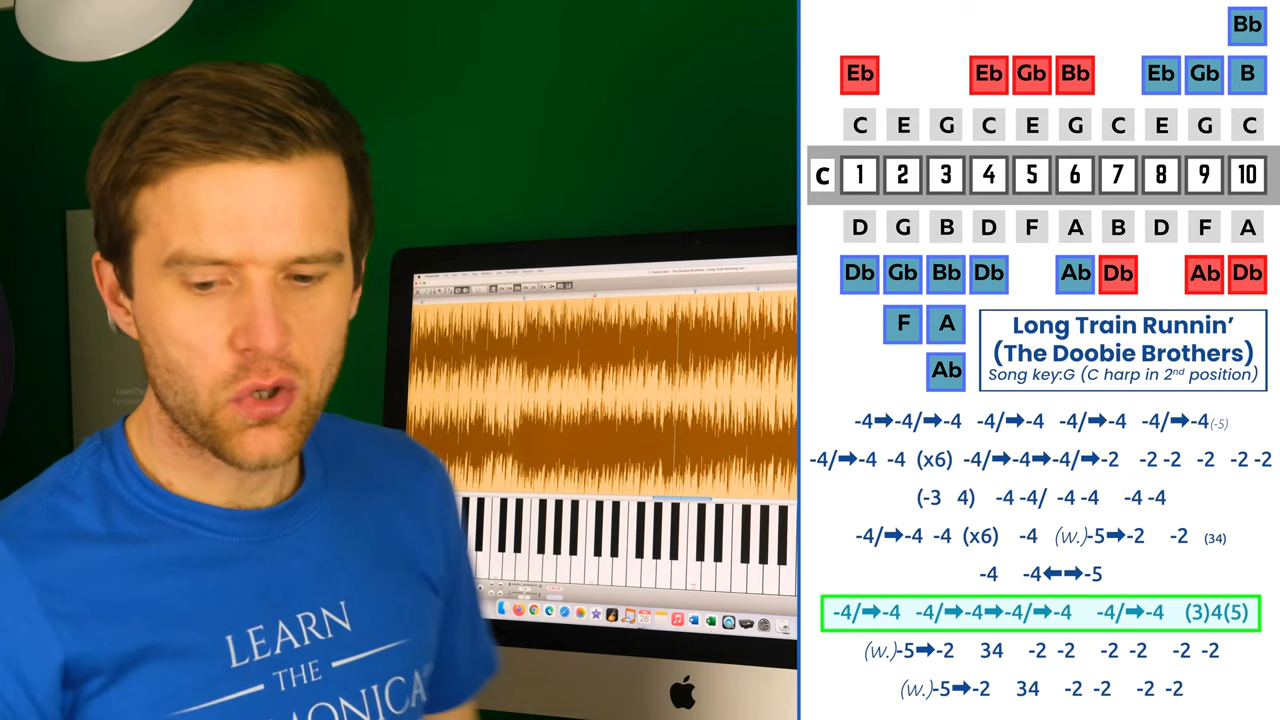 Bb
Eb Eb Gb Bb Eb Gb B
C E G C E G C E G C
C 1 2 3 4 5 6 7 8 9 10
D G B D F A B D F A
Db Gb Bb Db Ab Db Ab Db
F A
Ab
Long Train Runnin’
(The Doobie Brothers)
Song key:G (C harp in 2nd position)
-4➡-4/➡-4 -4/➡-4 -4/➡-4 -4/➡-4(-5)
-4/➡-4 -4 (x6) -4/➡-4➡-4/➡-2 -2 -2 -2 -2 -2
(-3 4) -4 -4/ -4 -4 -4 -4
-4/➡-4 -4 (x6) -4 (w.)-5➡-2 -2 (34)
-4 -4⬅➡-5
-4/➡-4 -4/➡-4➡-4/➡-4 -4/➡-4 (3)4(5)
(w.)-5➡-2 34 -2 -2 -2 -2 -2 -2
(w.)-5➡-2 34 -2 -2 -2 -2
LEARN
THE
MONICA